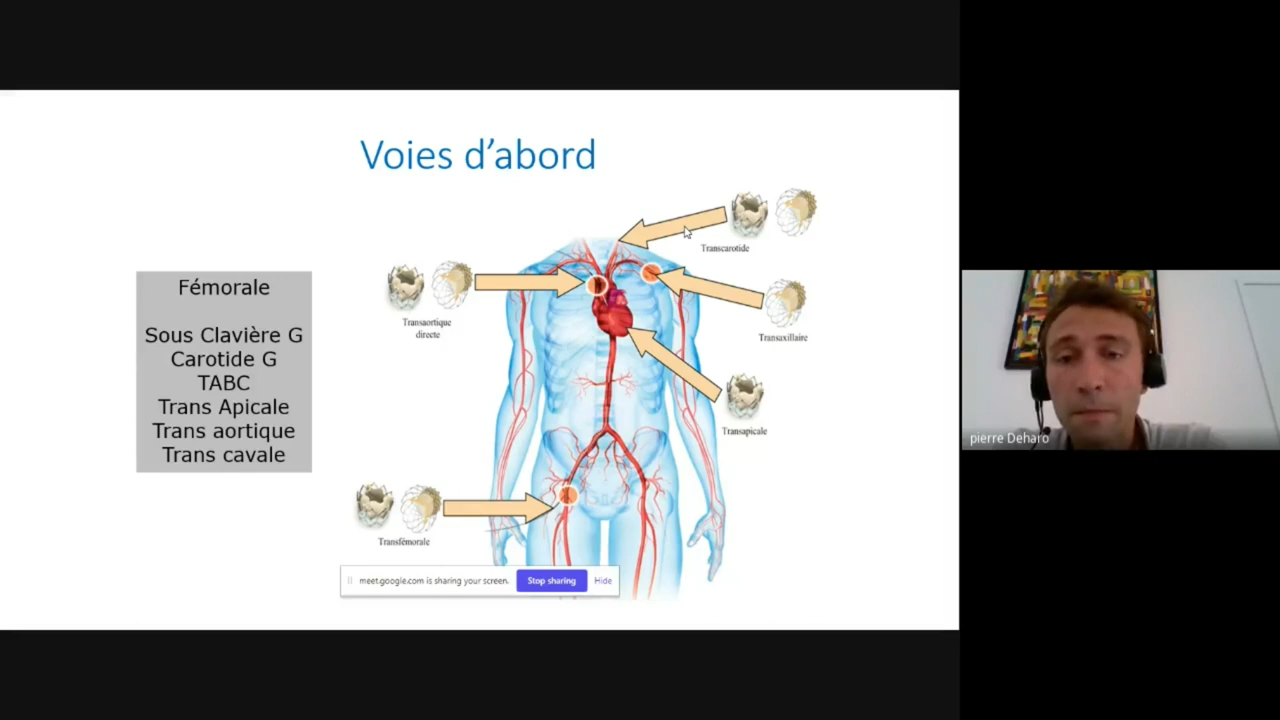 Voies d'abord
Fémorale
Sous Clavière G
Carotide G
TABC
Trans Apicale
Trans aortique
Trans cavale
Transcarotide
Transaortique
directe
Transaxillaire
Transapicale
Transfémorale
meet.google.com is sharing your screen.
Stop sharing
Hide
pierre Deharo